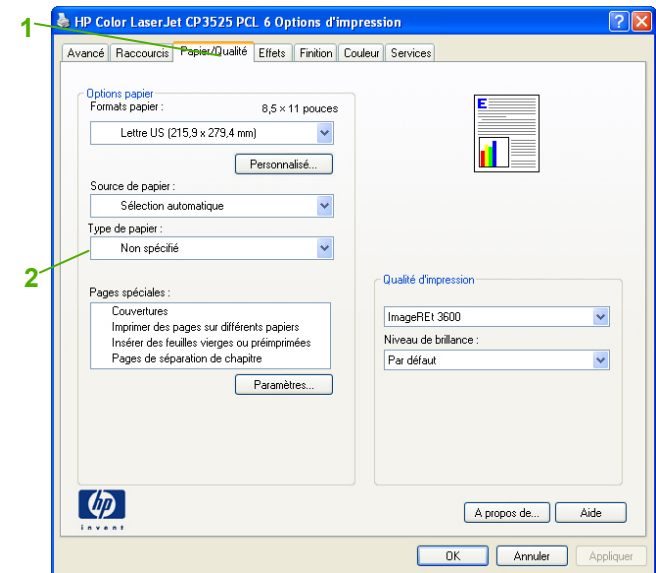 HP Color LaserJet CP3525 PCL 6 Options d'impression
1
Avancé Raccourcis Papier/Qualité Effets Finition Couleur Services
Options papier
Formats papier : 8,5 × 11 pouces
Lettre US (215,9 x 279,4 mm)
Personnalisé...
Source de papier :
Sélection automatique
Type de papier :
Non spécifié
2
Pages spéciales :
Couvertures
Imprimer des pages sur différents papiers
Insérer des feuilles vierges ou préimprimées
Pages de séparation de chapitre
Paramètres...
E
Qualité d'impression
ImageREt 3600
Niveau de brillance :
Par défaut
hp
invent
A propos de... Aide
OK Annuler Appliquer